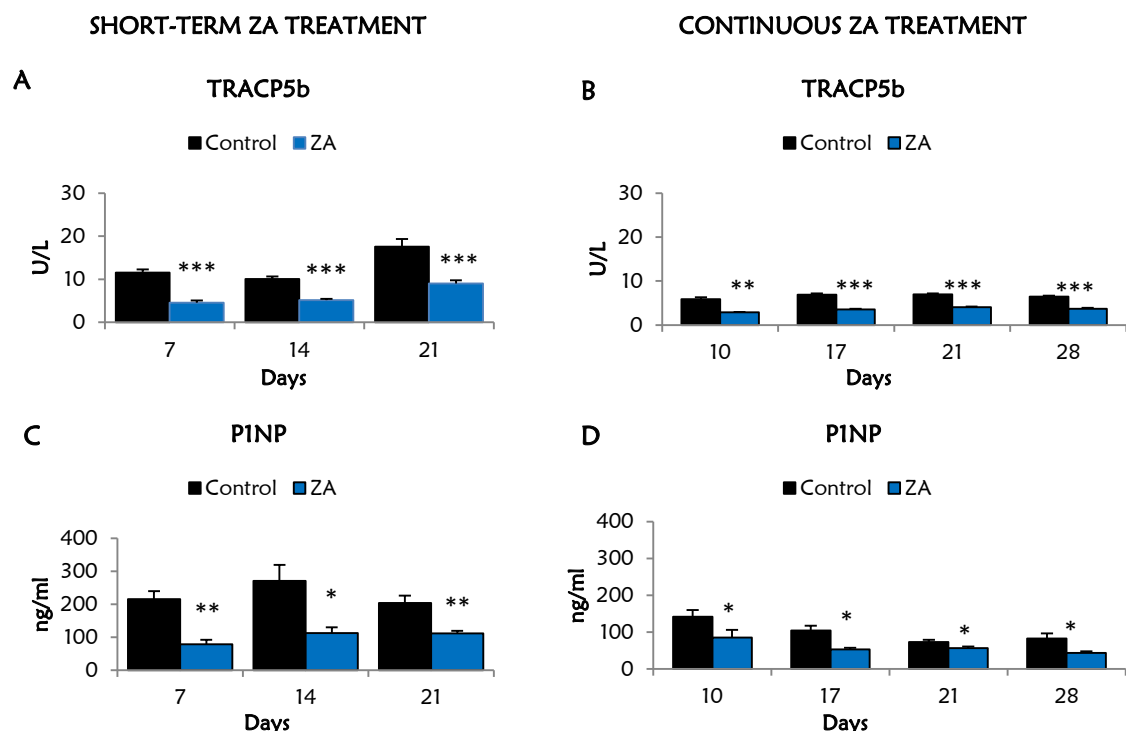 SHORT-TERM ZA TREATMENT
CONTINUOUS ZA TREATMENT
A
TRACP5b
Control ZA
30
20
10
0
U/L
***
***
***
7 14 21
Days
B
TRACP5b
Control ZA
30
20
10
0
U/L
**
***
***
***
10 17 21 28
Days
C
P1NP
Control ZA
400
300
200
100
0
ng/ml
**
*
**
7 14 21
Days
D
P1NP
Control ZA
400
300
200
100
0
ng/ml
*
*
*
*
10 17 21 28
Days